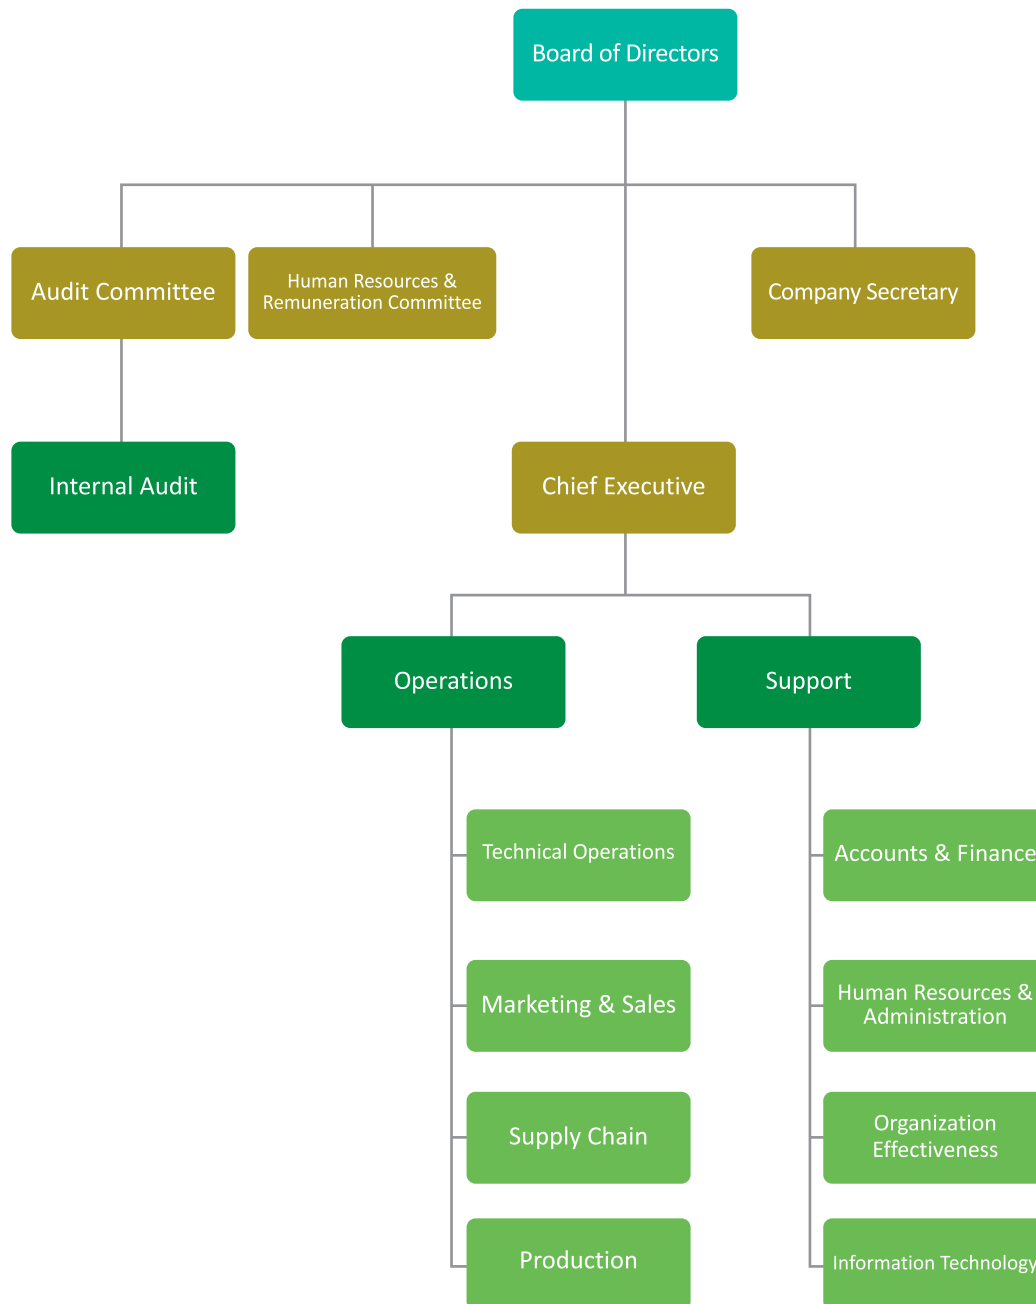 Board of Directors
Audit Committee
Human Resources &
Remuneration Committee
Company Secretary
Internal Audit
Chief Executive
Operations
Support
Technical Operations
Accounts & Finance
Marketing & Sales
Human Resources &
Administration
Supply Chain
Organization
Effectiveness
Production
Information Technology